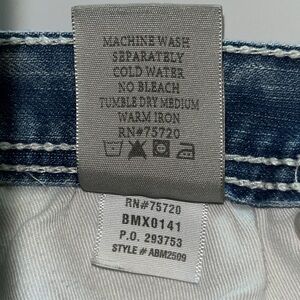 MACHINE WASH
SEPARATELY
COLD WATER
NO BLEACH
TUMBLE DRY MEDIUM
WARM IRON
RN#75720
RN#75720
BMX0141
P.O. 293753
STYLE # ABM2509